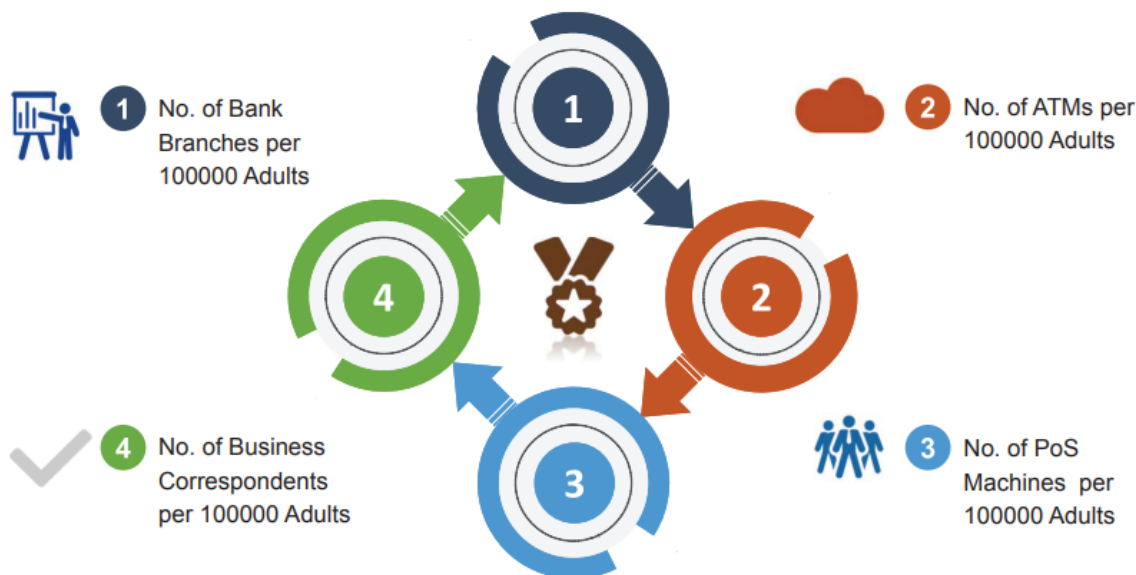 1
No. of Bank
Branches per
100000 Adults
1
2
No. of ATMs per
100000 Adults
4
2
4
No. of Business
Correspondents
per 100000 Adults
3
3
No. of PoS
Machines per
100000 Adults